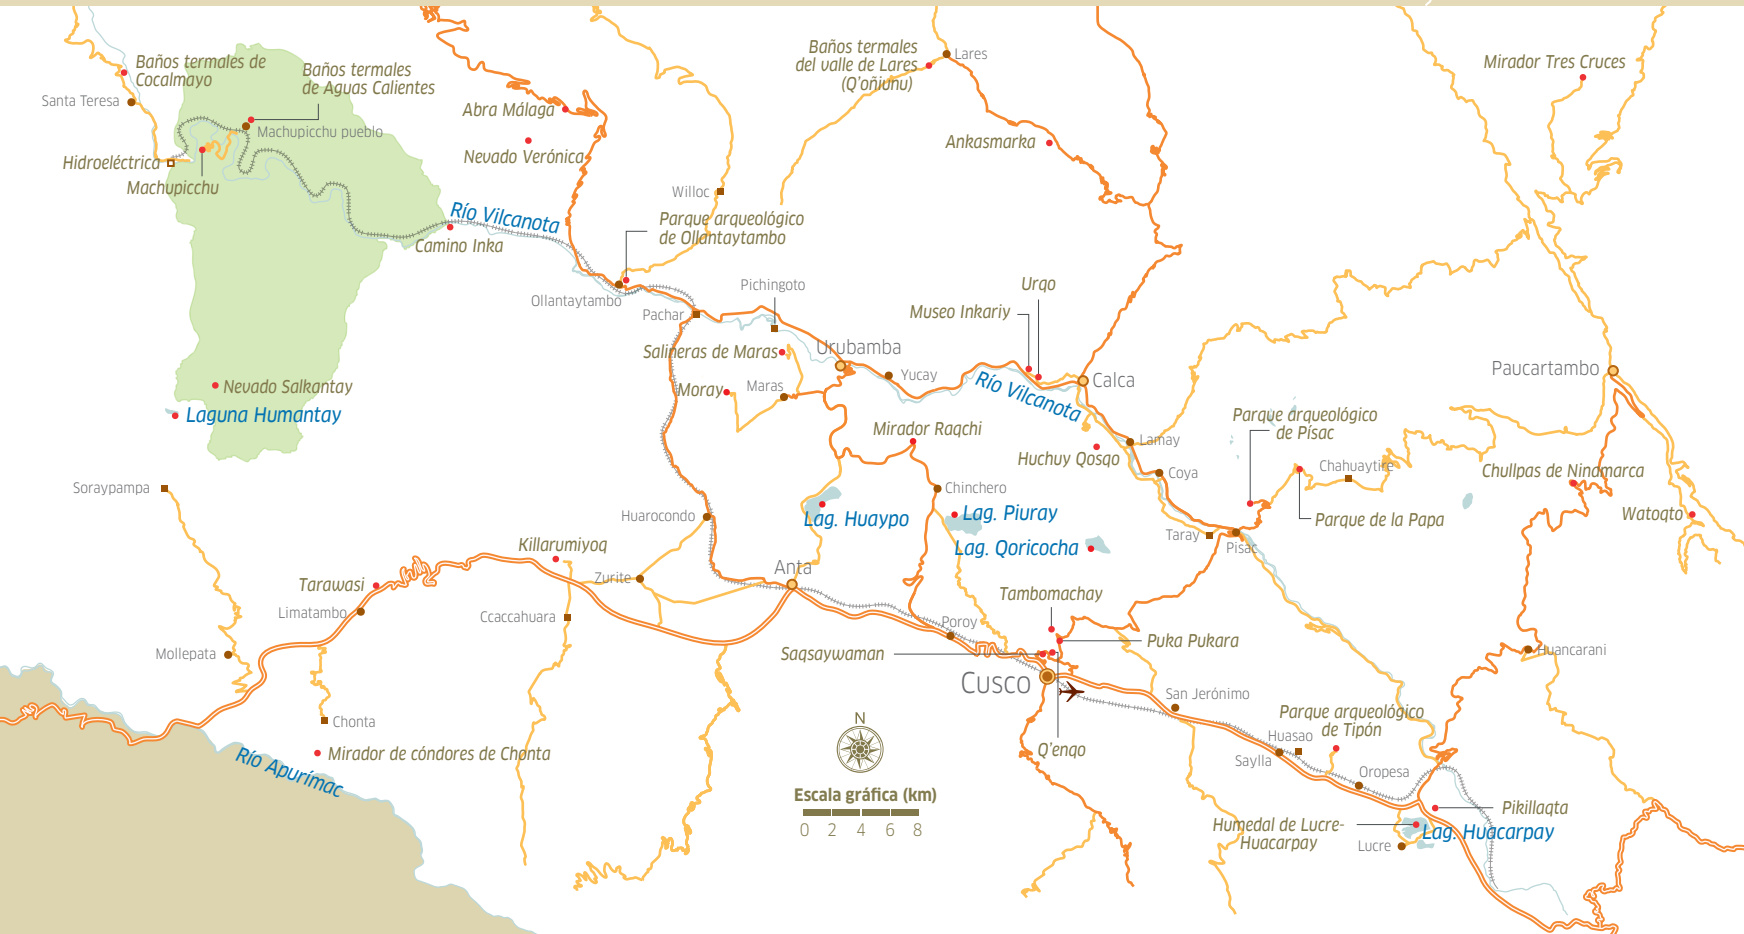 Baños termales de
Cocalmayo
Santa Teresa
Hidroeléctrica
Machupicchu
Baños termales
de Aguas Calientes
Machupicchu pueblo
Abra Málaga
Nevado Verónica
Río Vilcanota
Camino Inka
Willoc
Parque arqueológico
de Ollantaytambo
Ollantaytambo
Baños termales
del valle de Lares
(Q'oñiunu)
Lares
Ankasmarka
Mirador Tres Cruces
Pachar
Pichingoto
Salineras de Maras
Urubamba
Moray
Maras
Yucay
Museo Inkariy
Urqo
Río Vilcanota
Calca
Paucartambo
Nevado Salkantay
Laguna Humantay
Mirador Raqchi
Huchuy Qosqo
Lamay
Coya
Parque arqueológico
de Písac
Chahuaytire
Chullpas de Ninamarca
Watoqto
Parque de la Papa
Soraypampa
Huarocondo
Lag. Huaypo
Chinchero
Lag. Piuray
Lag. Qoricocha
Taray
Pisac
Killarumiyoq
Tarawasi
Limatambo
Zurite
Anta
Ccaccahuara
Mollepata
Chonta
Mirador de cóndores de Chonta
Río Apurímac
Poroy
Tambomachay
Puka Pukara
Saqsaywaman
Cusco
Q'enqo
San Jerónimo
Huancarani
Parque arqueológico
de Tipón
Huasao
Saylla
Oropesa
Pikillaqta
Humedal de Lucre-
Huacarpay
Lag. Huacarpay
Lucre
N
Escala gráfica (km)
0 2 4 6 8